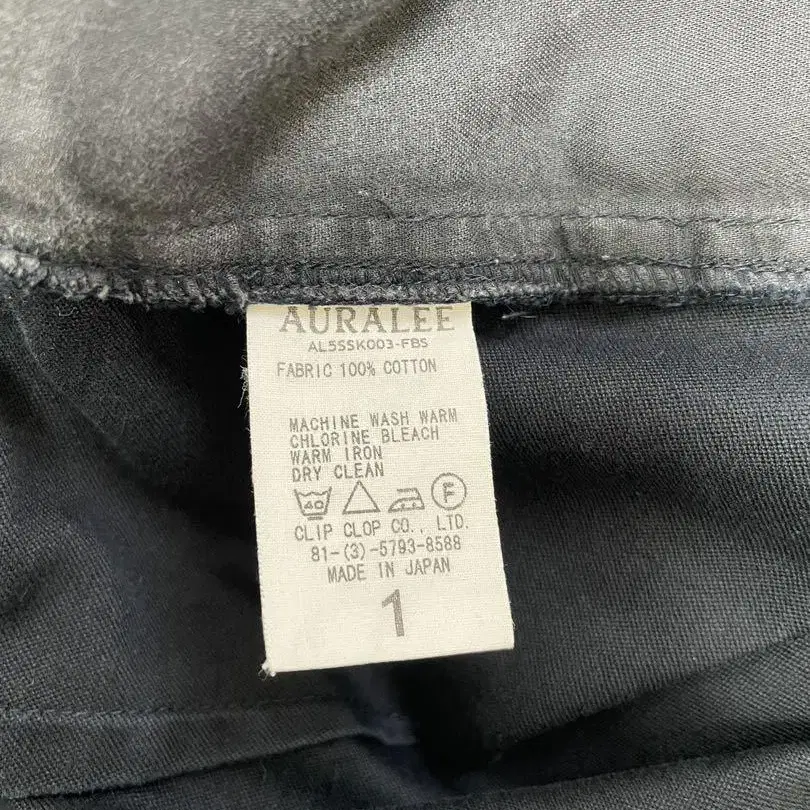 AURALEE
AL5SSK003-FBS
FABRIC 100% COTTON
MACHINE WASH WARM
CHLORINE BLEACH
WARM IRON
DRY CLEAN
40 F
CLIP CLOP CO., LTD.
81-(3)-5793-8588
MADE IN JAPAN
1